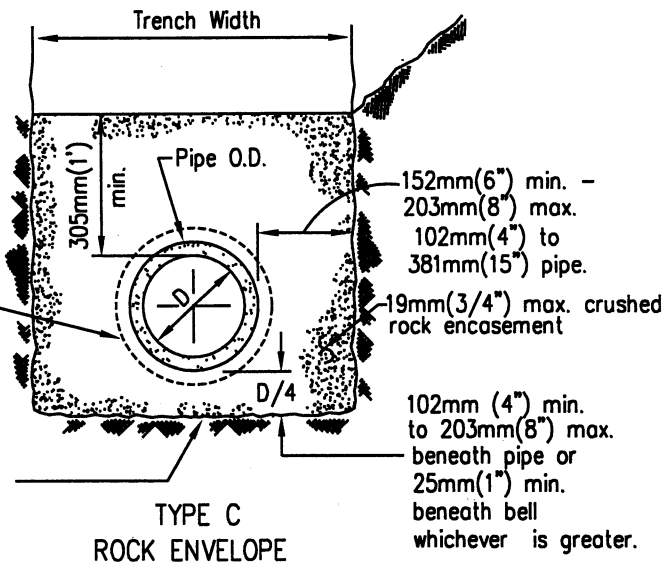 Trench Width
305mm(1')
min.
Pipe O.D.
152mm(6") min. –
203mm(8") max.
102mm(4") to
381mm(15") pipe.
D
19mm(3/4") max. crushed
rock encasement
D/4
102mm (4") min.
to 203mm(8") max.
beneath pipe or
25mm(1") min.
beneath bell
whichever is greater.
TYPE C
ROCK ENVELOPE